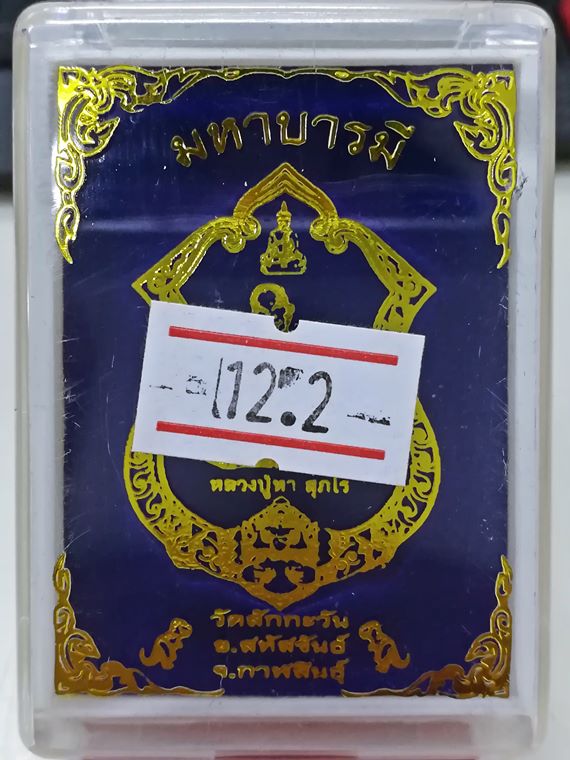 มหาบารมี
112.2
หลวงปู่หา สุภโร
วัดสักกะวัน
อ.สหัสขันธ์
จ.กาฬสินธุ์